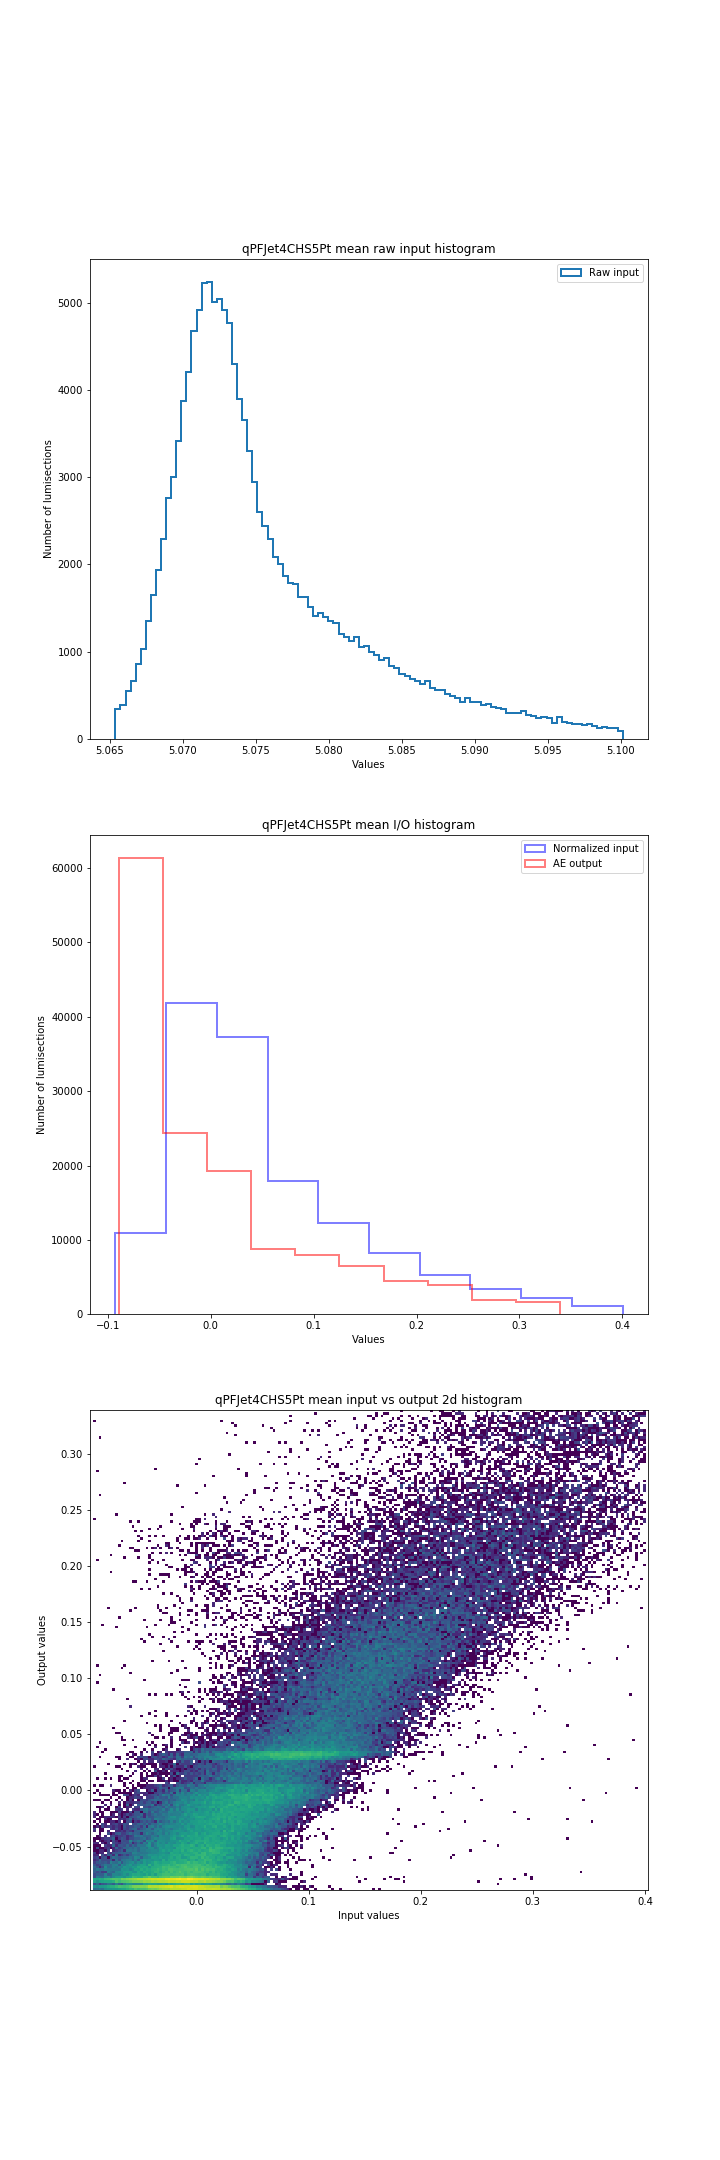 qPFJet4CHS5Pt mean raw input histogram
Raw input
5000
4000
3000
2000
1000
0
Number of lumisections
5.065 5.070 5.075 5.080 5.085 5.090 5.095 5.100
Values
qPFJet4CHS5Pt mean I/O histogram
Normalized input
AE output
60000
50000
40000
30000
20000
10000
0
Number of lumisections
−0.1 0.0 0.1 0.2 0.3 0.4
Values
qPFJet4CHS5Pt mean input vs output 2d histogram
0.30
0.25
0.20
0.15
0.10
0.05
0.00
−0.05
Output values
0.0 0.1 0.2 0.3 0.4
Input values